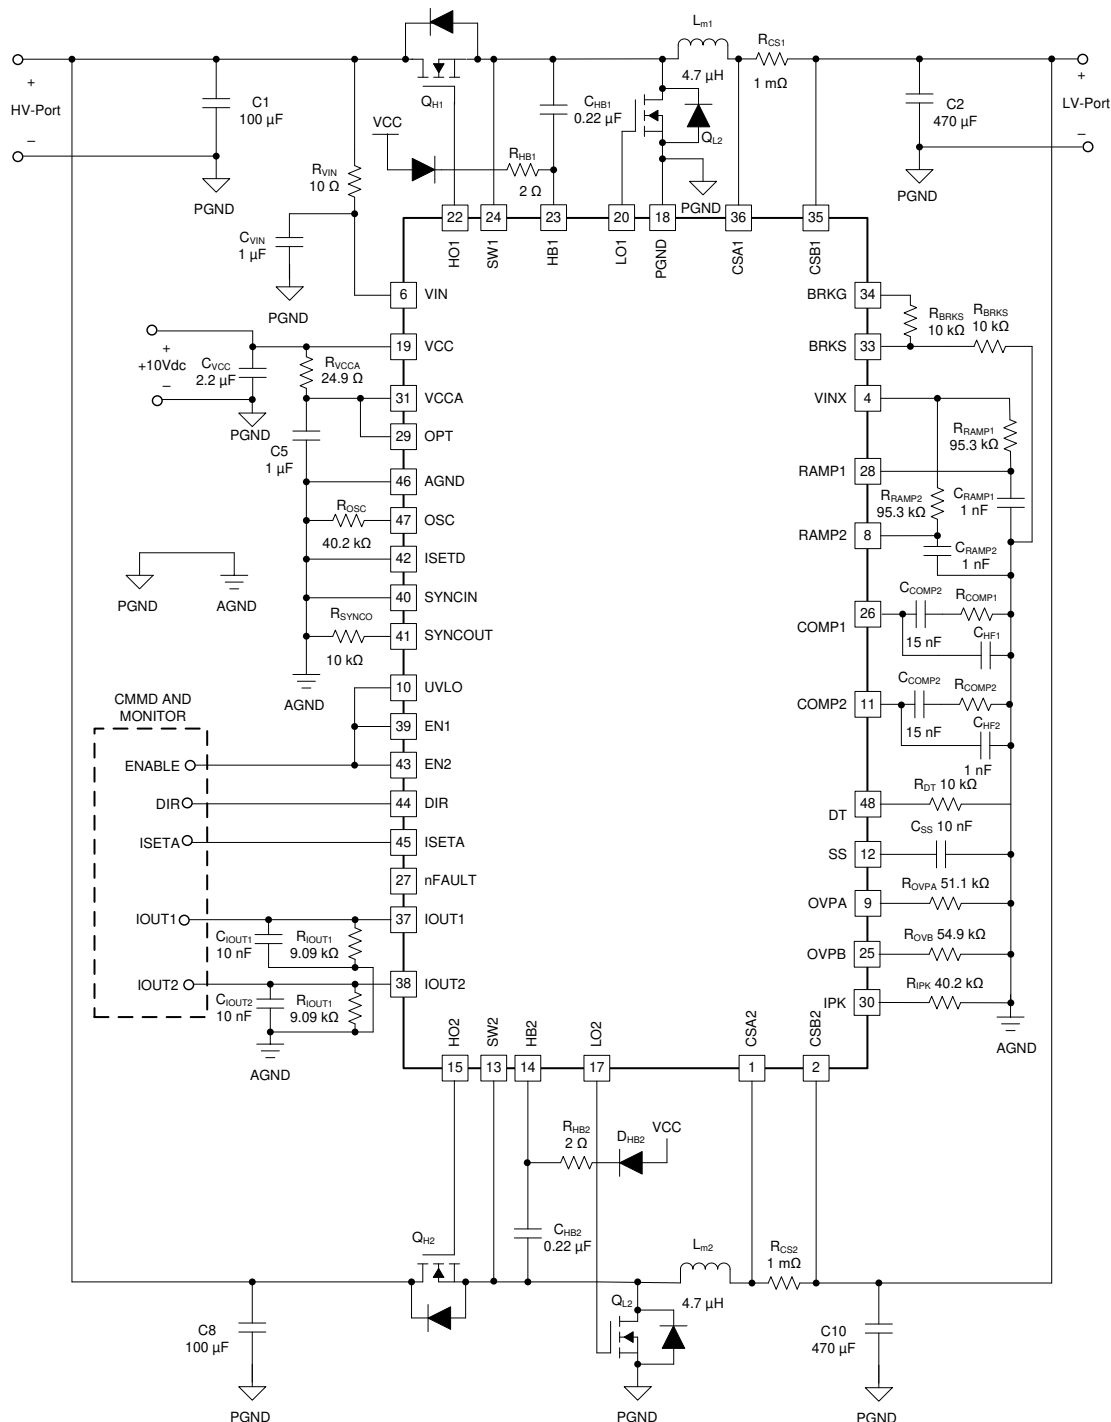 L_m1
R_CS1
4.7 µH
1 mΩ
+
HV-Port
–
C1
100 µF
Q_H1
C_HB1
0.22 µF
Q_L2
C2
470 µF
+
LV-Port
–
VCC
R_HB1
2 Ω
R_VIN
10 Ω
PGND
PGND
PGND
C_VIN
1 µF
PGND
22
24
23
20
18
36
35
HO1
SW1
HB1
LO1
PGND
CSA1
CSB1
6
VIN
BRKG
34
R_BRKS
10 kΩ
R_BRKS
10 kΩ
19
VCC
BRKS
33
+
+10Vdc
–
C_VCC
2.2 µF
R_VCCA
24.9 Ω
PGND
31
VCCA
VINX
4
29
OPT
C5
1 µF
R_RAMP1
95.3 kΩ
46
AGND
RAMP1
28
R_RAMP2
95.3 kΩ
C_RAMP1
1 nF
R_OSC
40.2 kΩ
47
OSC
RAMP2
8
C_RAMP2
1 nF
42
ISETD
PGND
AGND
40
SYNCIN
R_SYNCO
10 kΩ
41
SYNCOUT
AGND
26
COMP1
C_COMP2
15 nF
R_COMP1
C_HF1
10
UVLO
39
EN1
COMP2
11
C_COMP2
15 nF
R_COMP2
C_HF2
1 nF
CMMD AND
MONITOR
ENABLE
43
EN2
DIR
44
DIR
48
DT
R_DT 10 kΩ
ISETA
45
ISETA
SS
12
C_SS 10 nF
27
nFAULT
OVPA
9
R_OVPA 51.1 kΩ
IOUT1
C_IOUT1
10 nF
R_IOUT1
9.09 kΩ
37
IOUT1
OVPB
25
R_OVB 54.9 kΩ
IOUT2
C_IOUT2
10 nF
R_IOUT1
9.09 kΩ
38
IOUT2
IPK
30
R_IPK 40.2 kΩ
AGND
AGND
HO2
SW2
HB2
LO2
CSA2
CSB2
15
13
14
17
1
2
R_HB2
2 Ω
D_HB2
VCC
Q_H2
C_HB2
0.22 µF
L_m2
4.7 µH
R_CS2
1 mΩ
Q_L2
C8
100 µF
C10
470 µF
PGND
PGND
PGND